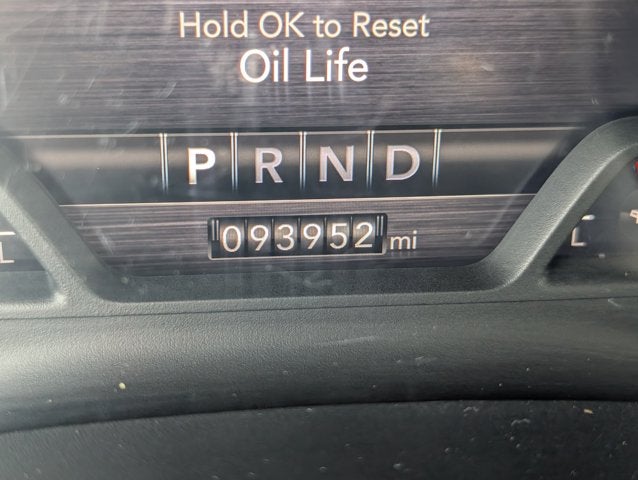 Hold OK to Reset
Oil Life
P R N D
093952 mi
L L